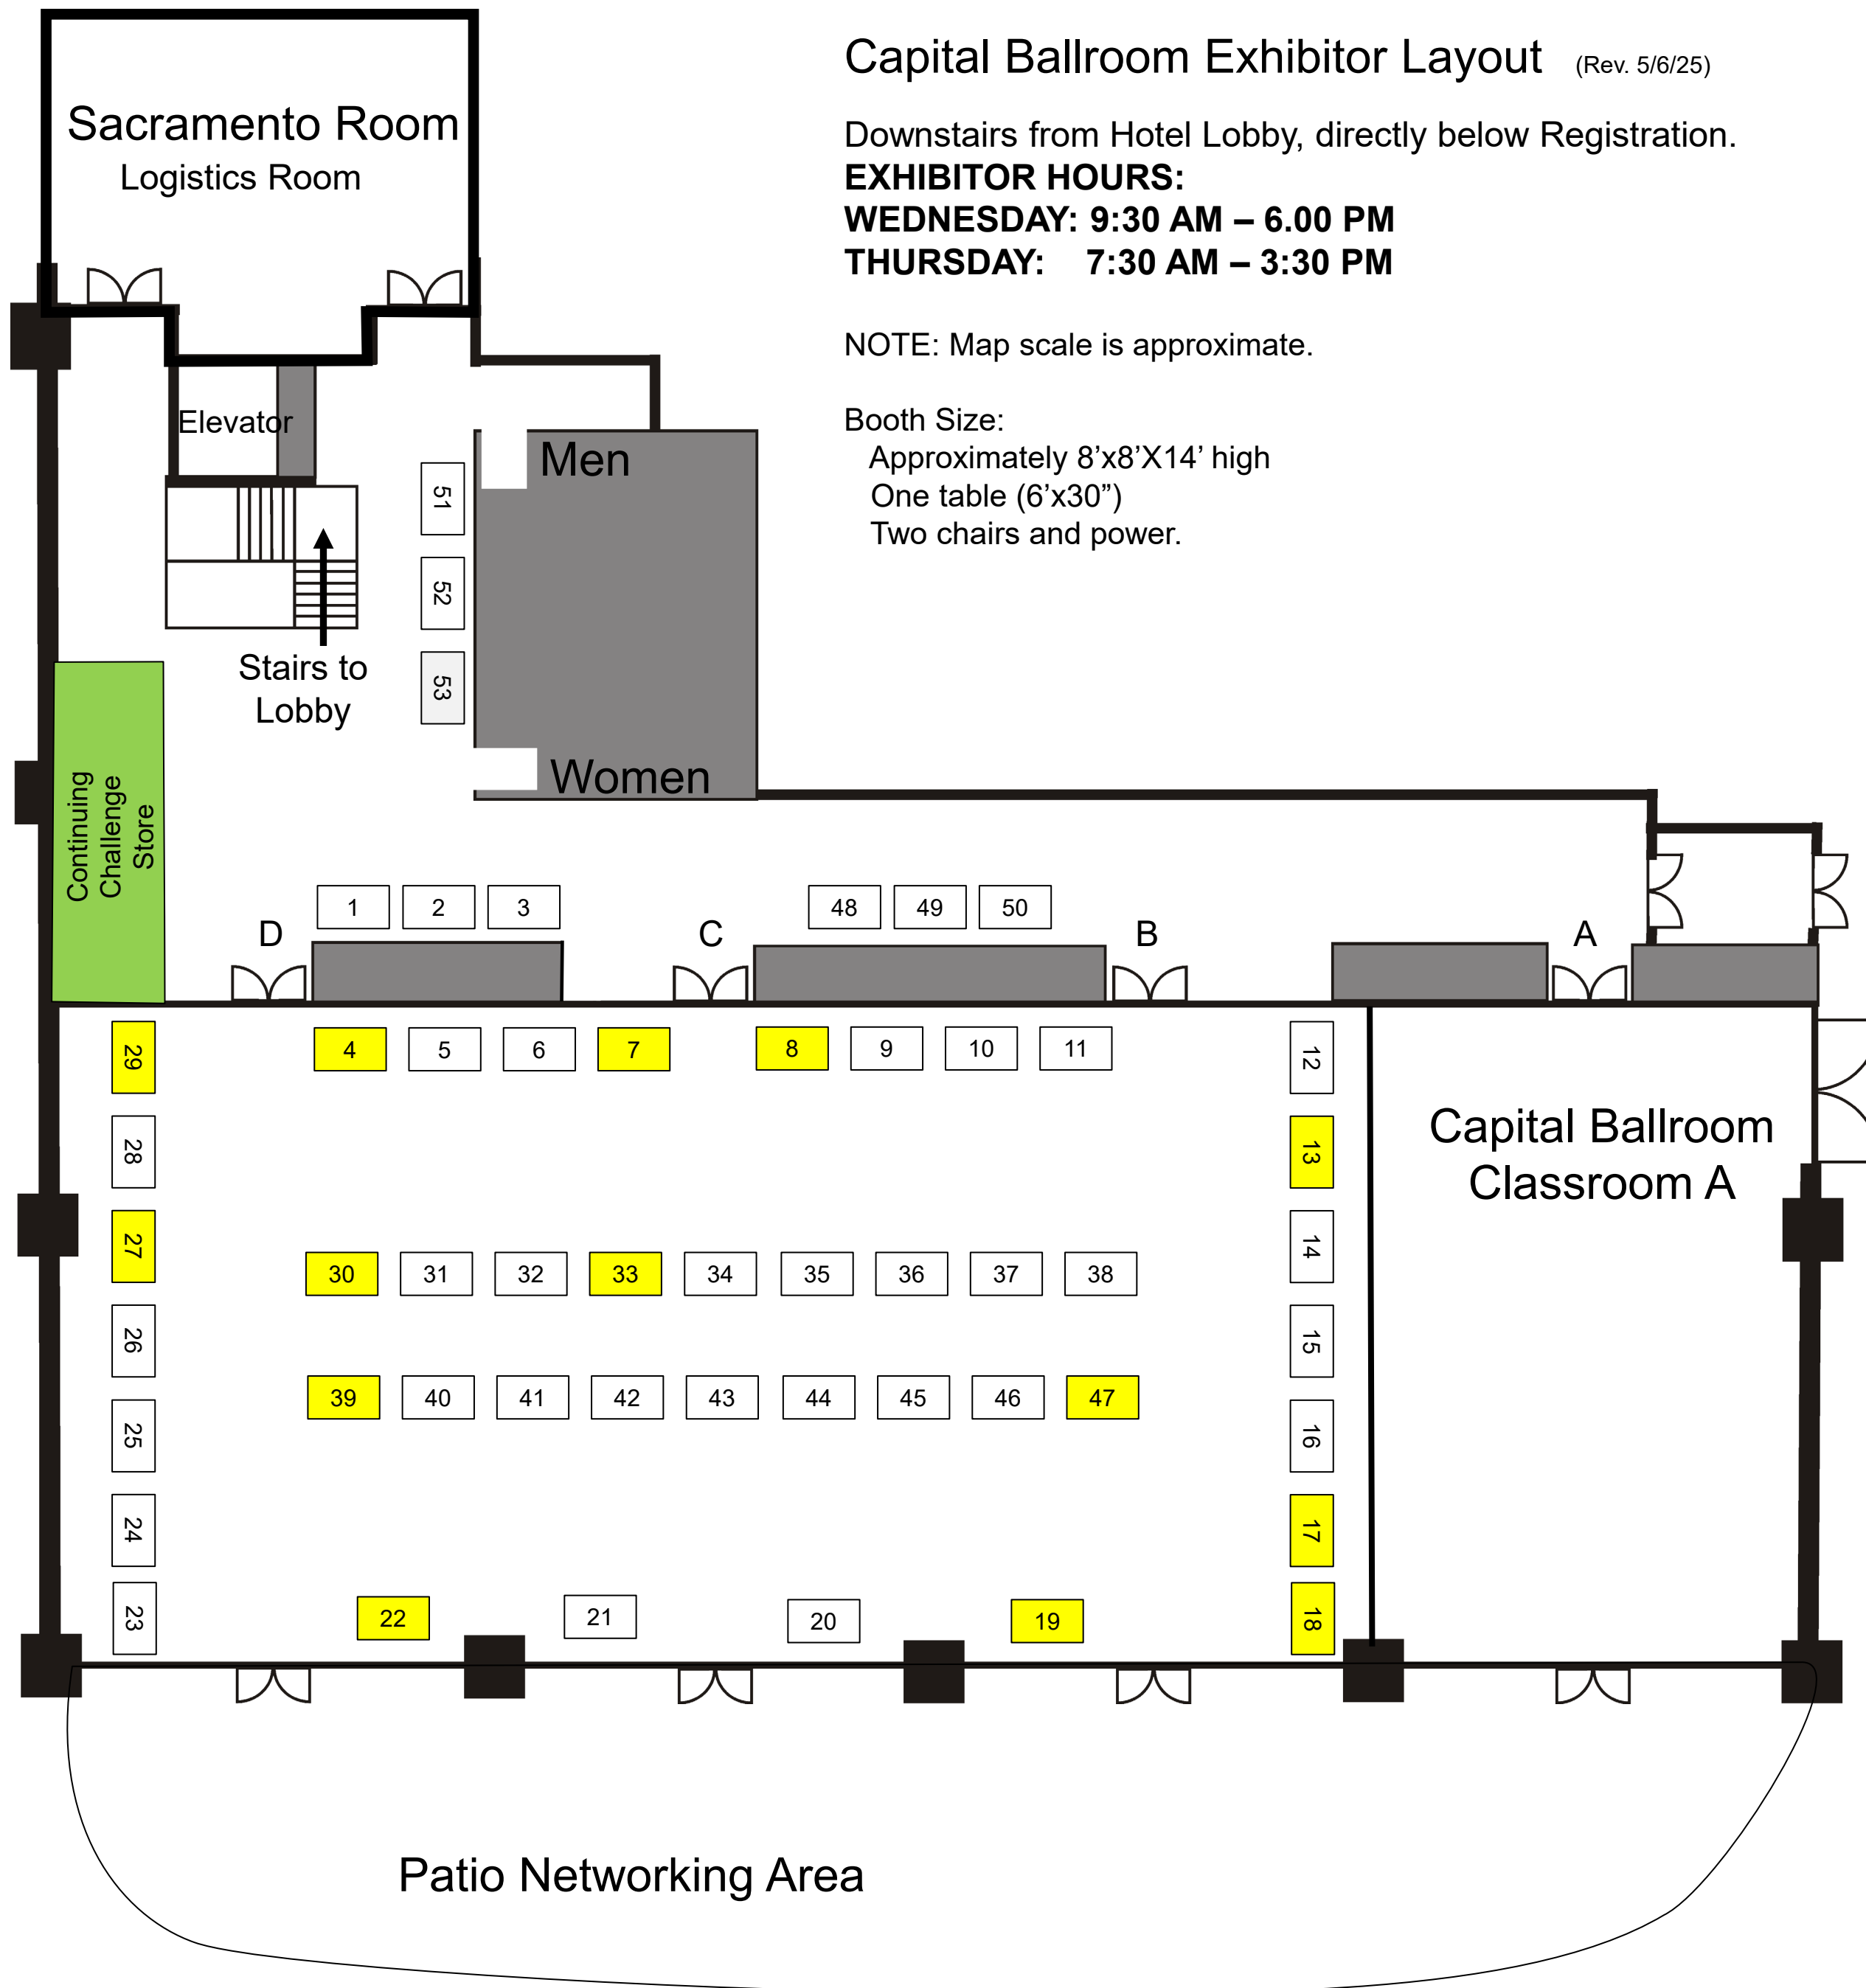 Capital Ballroom Exhibitor Layout (Rev. 5/6/25)
Downstairs from Hotel Lobby, directly below Registration.
EXHIBITOR HOURS:
WEDNESDAY: 9:30 AM – 6.00 PM
THURSDAY: 7:30 AM – 3:30 PM
NOTE: Map scale is approximate.
Booth Size:
Approximately 8’x8’X14’ high
One table (6’x30”)
Two chairs and power.
Sacramento Room
Logistics Room
Elevator
Men
51
52
53
Stairs to
Lobby
Women
Continuing
Challenge
Store
1 2 3 48 49 50
D C B A
29 4 5 6 7 8 9 10 11 12
28 13
Capital Ballroom
Classroom A
27 14
30 31 32 33 34 35 36 37 38
26 15
39 40 41 42 43 44 45 46 47
25 16
24 17
23 22 21 20 19 18
Patio Networking Area